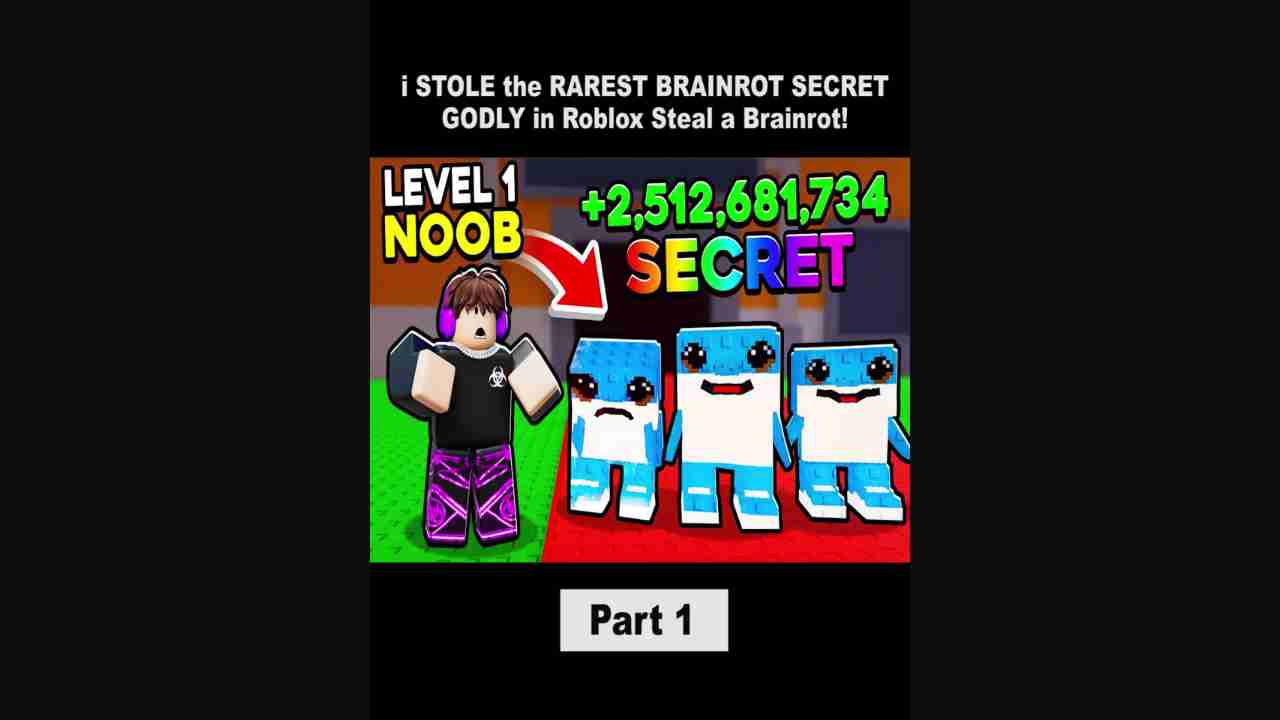 i STOLE the RAREST BRAINROT SECRET
GODLY in Roblox Steal a Brainrot!
LEVEL 1
NOOB
+2,512,681,734
SECRET
Part 1